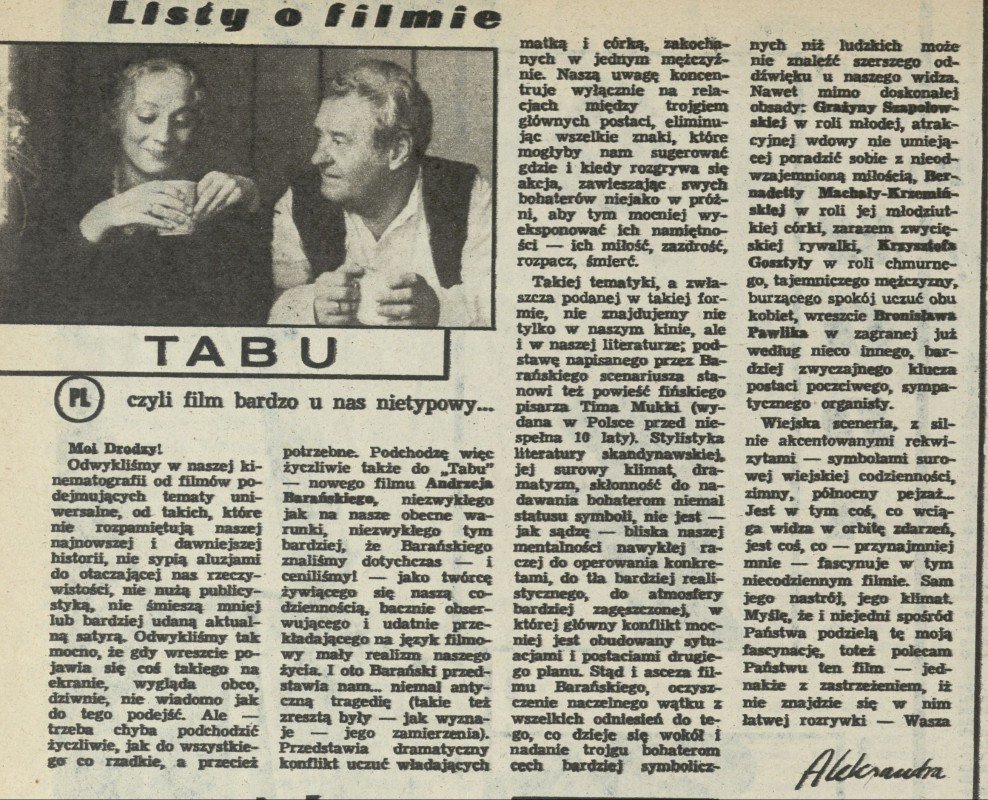 Listy o filmie
TABU
PL
czyli film bardzo u nas nietypowy...
Moi Drodzy!
Odwykliśmy w naszej ki-
nematografii od filmów po-
dejmujących tematy uni-
wersalne, od takich, które
nie rozpamiętują naszej
najnowszej i dawniejszej
historii, nie sypią aluzjami
do otaczającej nas rzeczy-
wistości, nie nużą publicy-
styką, nie śmieszą mniej
lub bardziej udaną aktual-
ną satyrą. Odwykliśmy tak
mocno, że gdy wreszcie po-
jawia się coś takiego na
ekranie, wygląda obco,
dziwnie, nie wiadomo jak
do tego podejść. Ale —
trzeba chyba podchodzić
życzliwie, jak do wszystkie-
go co rzadkie, a przecież
potrzebne. Podchodzę więc
życzliwie także do „Tabu"
— nowego filmu Andrzeja
Barańskiego, niezwykłego
jak na nasze obecne wa-
runki, niezwykłego tym
bardziej, że Barańskiego
znaliśmy dotychczas — i
ceniliśmy! — jako twórcę
żywiącego się naszą co-
dziennością, bacznie obser-
wującego i udatnie prze-
kładającego na język filmo-
wy mały realizm naszego
życia. I oto Barański przed-
stawia nam... niemal anty-
czną tragedię (takie też
zresztą były — jak wyzna-
je — jego zamierzenia).
Przedstawia dramatyczny
konflikt uczuć władających
matką i córką, zakocha-
nych w jednym mężczyź-
nie. Naszą uwagę koncen-
truje wyłącznie na rela-
cjach między trojgiem
głównych postaci, eliminu-
jąc wszelkie znaki, które
mogłyby nam sugerować
gdzie i kiedy rozgrywa się
akcja, zawieszając swych
bohaterów niejako w próż-
ni, aby tym mocniej wy-
eksponować ich namiętno-
ści — ich miłość, zazdrość,
rozpacz, śmierć.
Takiej tematyki, a zwła-
szcza podanej w takiej for-
mie, nie znajdujemy nie
tylko w naszym kinie, ale
i w naszej literaturze; pod-
stawę napisanego przez Ba-
rańskiego scenariusza sta-
nowi też powieść fińskiego
pisarza Tima Mukki (wy-
dana w Polsce przed nie-
spełna 10 laty). Stylistyka
literatury skandynawskiej,
jej surowy klimat, dra-
matyzm, skłonność do na-
dawania bohaterom niemal
statusu symboli, nie jest —
jak sądzę — bliska naszej
mentalności nawykłej ra-
czej do operowania konkre-
tami, do tła bardziej reali-
stycznego, do atmosfery
bardziej zagęszczonej, w
której główny konflikt moc-
niej jest obudowany sytu-
acjami i postaciami drugie-
go planu. Stąd i asceza fil-
mu Barańskiego, oczysz-
czenie naczelnego wątku z
wszelkich odniesień do te-
go, co dzieje się wokół i
nadanie trojgu bohaterom
cech bardziej symbolicz-
nych niż ludzkich może
nie znaleźć szerszego od-
dźwięku u naszego widza.
Nawet mimo doskonałej
obsady: Grażyny Szapołow-
skiej w roli młodej, atrak-
cyjnej wdowy nie umieją-
cej poradzić sobie z nieod-
wzajemnioną miłością, Ber-
nadetty Machały-Krzemiń-
skiej w roli jej młodziut-
kiej córki, zarazem zwycię-
skiej rywalki, Krzysztofa
Gosztyły w roli chmurne-
go, tajemniczego mężczyzny,
burzącego spokój uczuć obu
kobiet, wreszcie Bronisława
Pawlika w zagranej już
według nieco innego, bar-
dziej zwyczajnego klucza
postaci poczciwego, sympa-
tycznego organisty.
Wiejska sceneria, z sil-
nie akcentowanymi rekwi-
zytami — symbolami suro-
wej wiejskiej codzienności,
zimny, północny pejzaż...
Jest w tym coś, co wcią-
ga widza w orbitę zdarzeń,
jest coś, co — przynajmniej
mnie — fascynuje w tym
niecodziennym filmie. Sam
jego nastrój, jego klimat.
Myślę, że i niejedni spośród
Państwa podzielą tę moją
fascynację, toteż polecam
Państwu ten film — jed-
nakże z zastrzeżeniem, iż
nie znajdzie się w nim
łatwej rozrywki — Wasza
Aleksandra